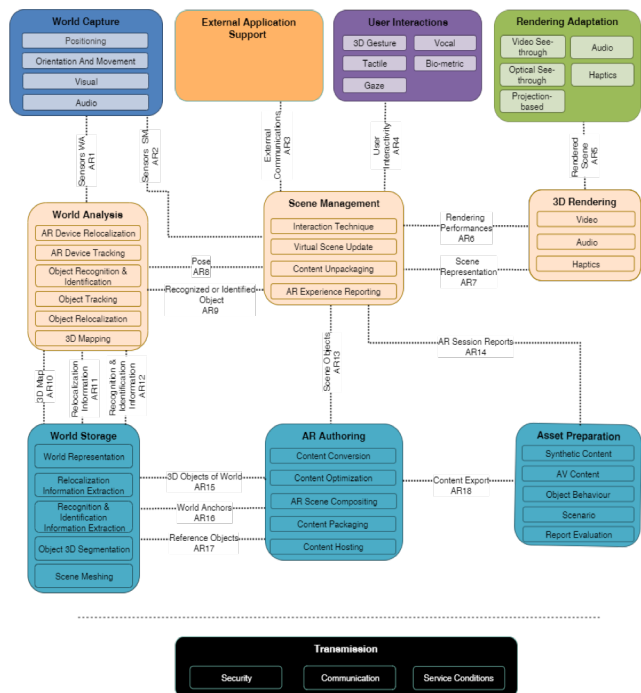 World Capture
Positioning
Orientation And Movement
Visual
Audio
External Application
Support
User Interactions
3D Gesture
Vocal
Tactile
Bio-metric
Gaze
Rendering Adaptation
Video See-
through
Audio
Optical See-
through
Haptics
Projection-
based
Sensors WA
AR1
Sensors SM
AR2
External
Communications
AR3
User
Interactivity
AR4
Rendered
Scene
AR5
World Analysis
AR Device Relocalization
AR Device Tracking
Object Recognition &
Identification
Object Tracking
Object Relocalization
3D Mapping
Scene Management
Interaction Technique
Virtual Scene Update
Content Unpackaging
AR Experience Reporting
3D Rendering
Video
Audio
Haptics
Rendering
Performances
AR6
Scene
Representation
AR7
Pose
AR8
Recognized or Identified
Object
AR9
3D Map
AR10
Relocalization
Information
AR11
Recognition &
Identification
Information
AR12
Scene Objects
AR13
AR Session Reports
AR14
World Storage
World Representation
Relocalization
Information Extraction
Recognition &
Identification
Information Extraction
Object 3D Segmentation
Scene Meshing
3D Objects of World
AR15
World Anchors
AR16
Reference Objects
AR17
AR Authoring
Content Conversion
Content Optimization
AR Scene Compositing
Content Packaging
Content Hosting
Content Export
AR18
Asset Preparation
Synthetic Content
AV Content
Object Behaviour
Scenario
Report Evaluation
Transmission
Security
Communication
Service Conditions